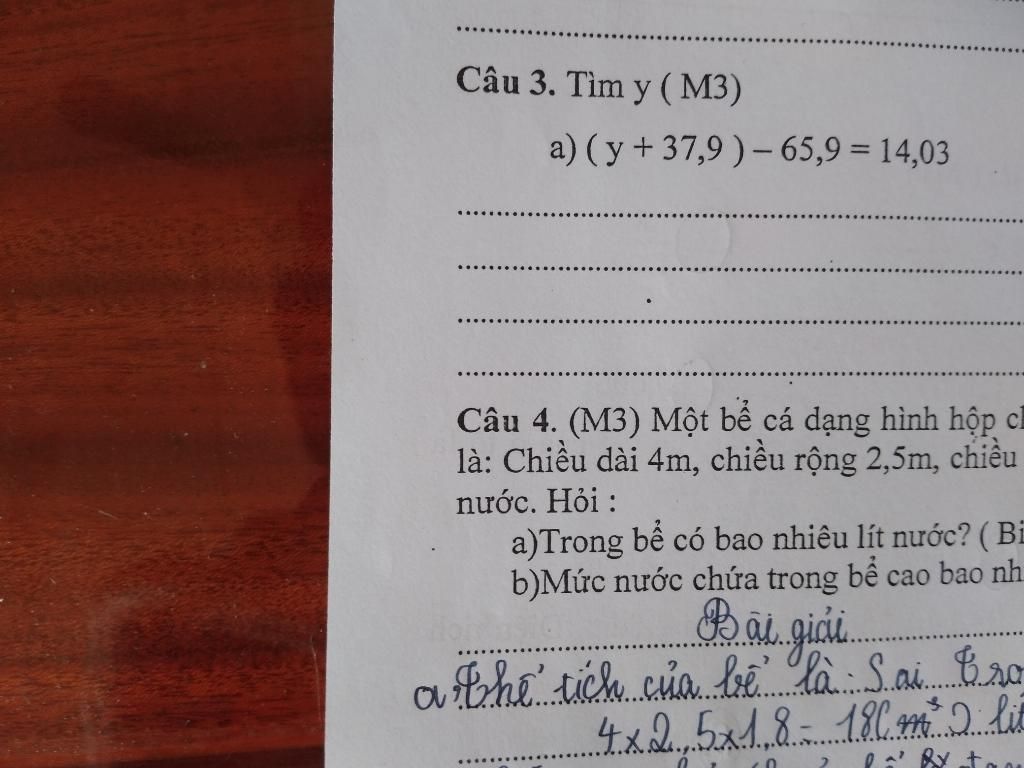 Câu 3. Tìm y ( M3)
a) ( y + 37,9 ) – 65,9 = 14,03
Câu 4. (M3) Một bể cá dạng hình hộp
là: Chiều dài 4m, chiều rộng 2,5m, chiều
nước. Hỏi :
a)Trong bể có bao nhiêu lít nước? (
b)Mức nước chứa trong bể cao bao
Bài giải
a, thể tích của bể là:
4 x 2,5 x 1,8 = 18(m³)